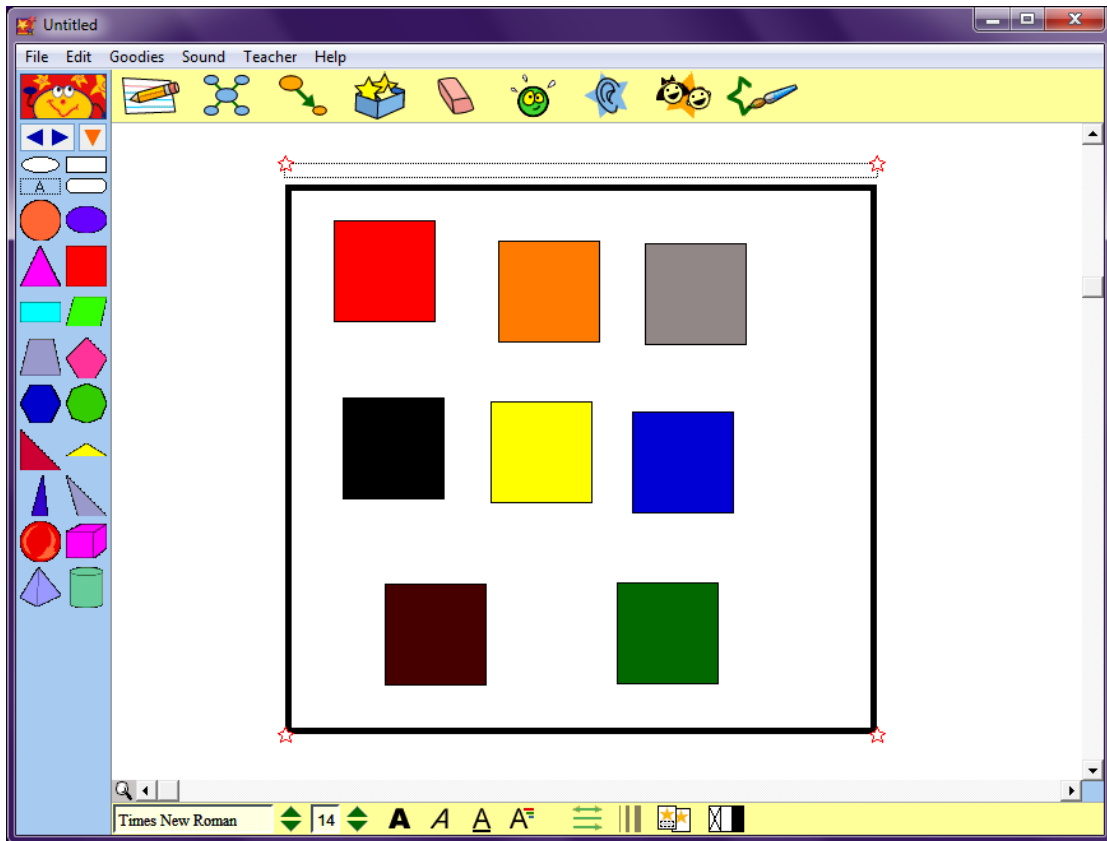 Untitled
File Edit Goodies Sound Teacher Help
A
Times New Roman 14 A A A A